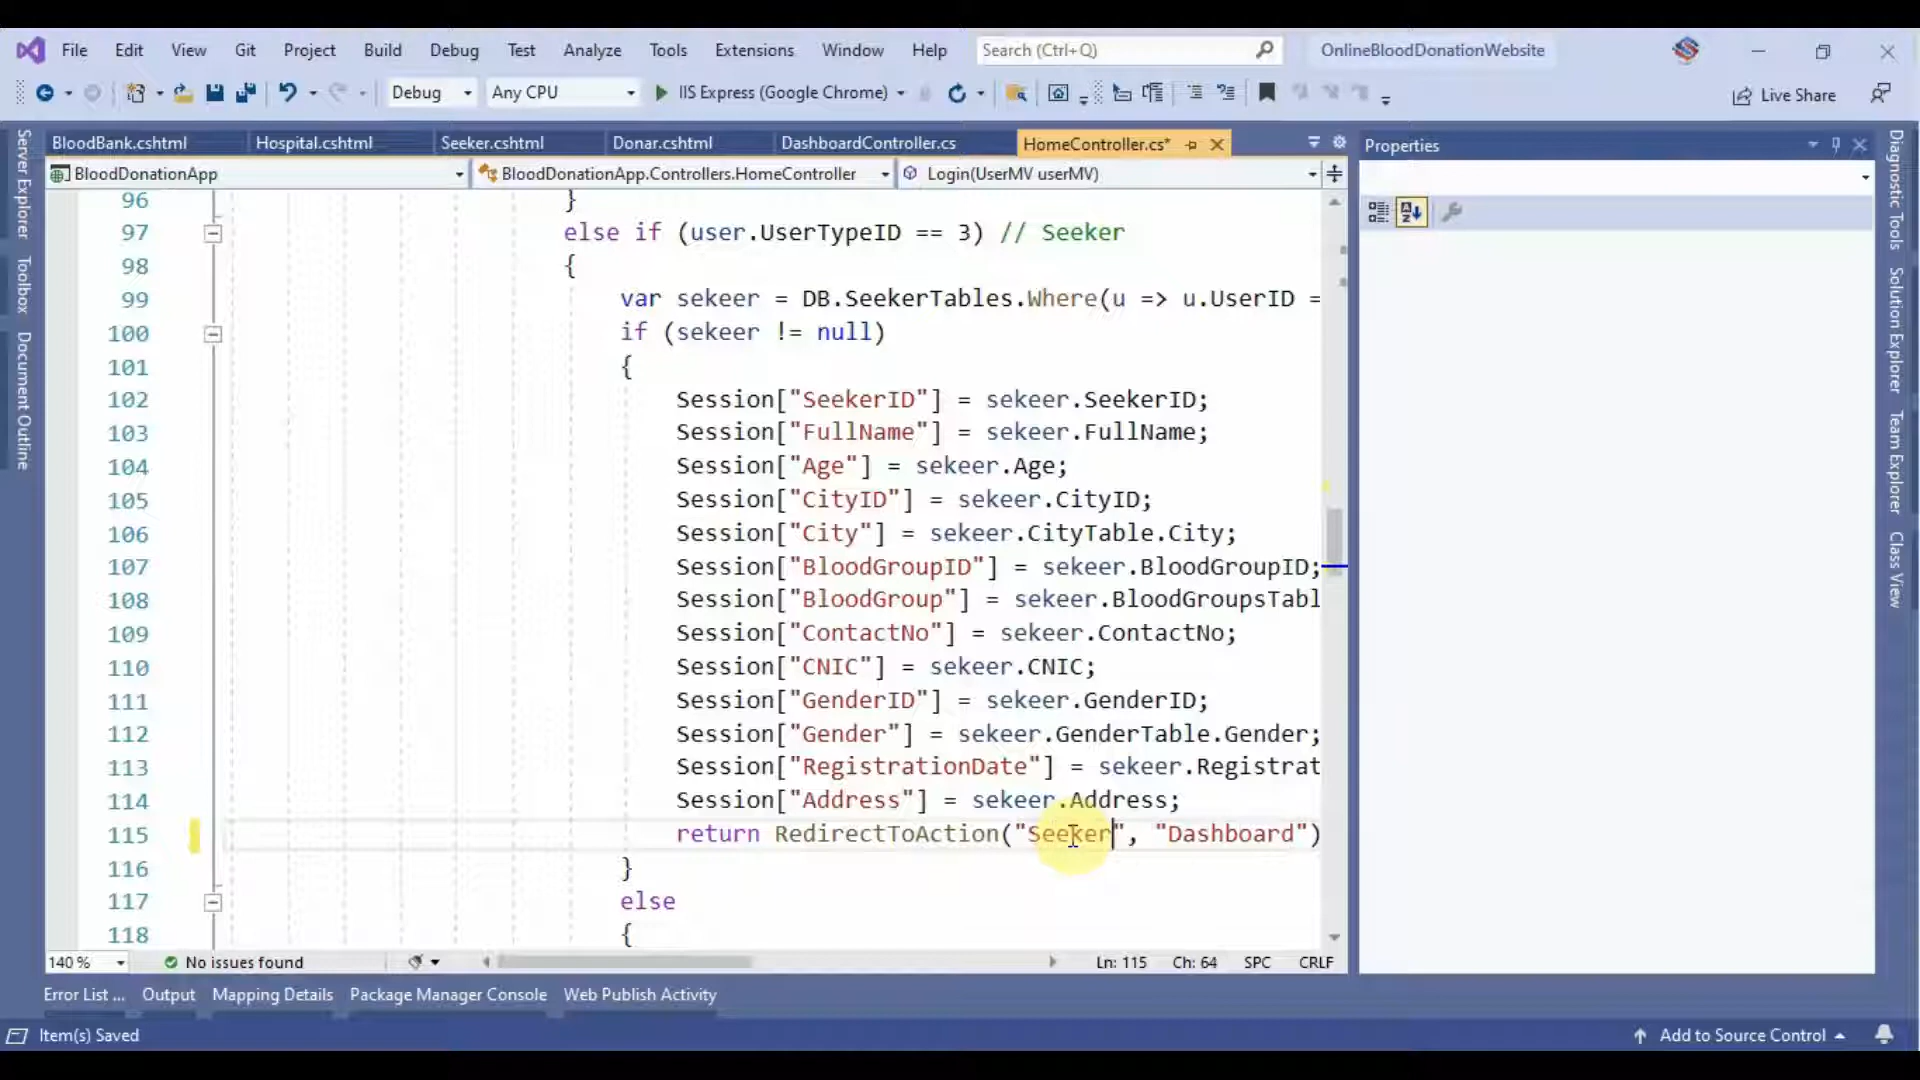 File Edit View Git Project Build Debug Test Analyze Tools Extensions Window Help Search (Ctrl+Q) OnlineBloodDonationWebsite
Debug Any CPU IIS Express (Google Chrome) Live Share
BloodBank.cshtml Hospital.cshtml Seeker.cshtml Donar.cshtml DashboardController.cs HomeController.cs*
BloodDonationApp BloodDonationApp.Controllers.HomeController Login(UserMV userMV)
Properties
Server Explorer
Toolbox
Document Outline
96 }
97 else if (user.UserTypeID == 3) // Seeker
98 {
99 var sekeer = DB.SeekerTables.Where(u => u.UserID =
100 if (sekeer != null)
101 {
102 Session["SeekerID"] = sekeer.SeekerID;
103 Session["FullName"] = sekeer.FullName;
104 Session["Age"] = sekeer.Age;
105 Session["CityID"] = sekeer.CityID;
106 Session["City"] = sekeer.CityTable.City;
107 Session["BloodGroupID"] = sekeer.BloodGroupID;
108 Session["BloodGroup"] = sekeer.BloodGroupsTabl
109 Session["ContactNo"] = sekeer.ContactNo;
110 Session["CNIC"] = sekeer.CNIC;
111 Session["GenderID"] = sekeer.GenderID;
112 Session["Gender"] = sekeer.GenderTable.Gender;
113 Session["RegistrationDate"] = sekeer.Registrat
114 Session["Address"] = sekeer.Address;
115 return RedirectToAction("Seeker", "Dashboard")
116 }
117 else
118 {
Diagnostic Tools
Solution Explorer
Team Explorer
Class View
140 % No issues found Ln: 115 Ch: 64 SPC CRLF
Error List ... Output Mapping Details Package Manager Console Web Publish Activity
Item(s) Saved Add to Source Control